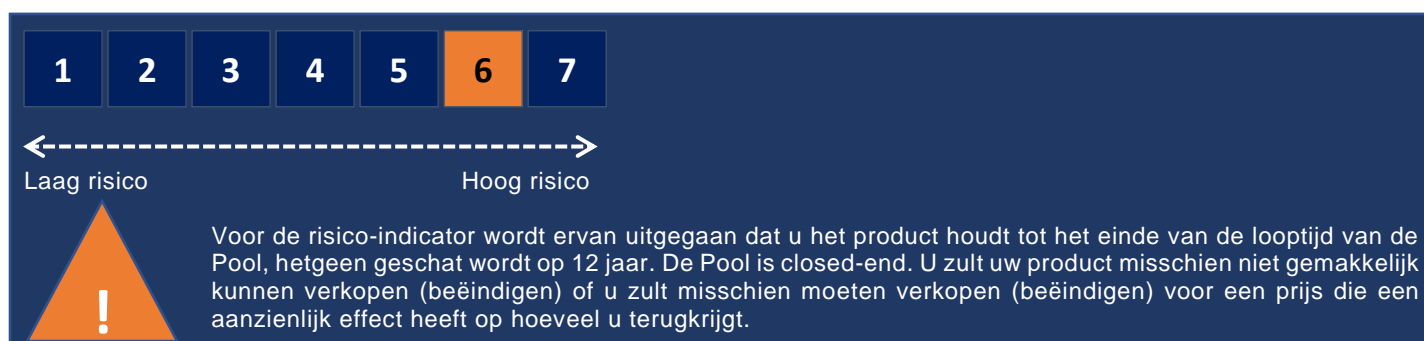 1 2 3 4 5 6 7
Laag risico Hoog risico
Voor de risico-indicator wordt ervan uitgegaan dat u het product houdt tot het einde van de looptijd van de
Pool, hetgeen geschat wordt op 12 jaar. De Pool is closed-end. U zult uw product misschien niet gemakkelijk
kunnen verkopen (beëindigen) of u zult misschien moeten verkopen (beëindigen) voor een prijs die een
aanzienlijk effect heeft op hoeveel u terugkrijgt.
!